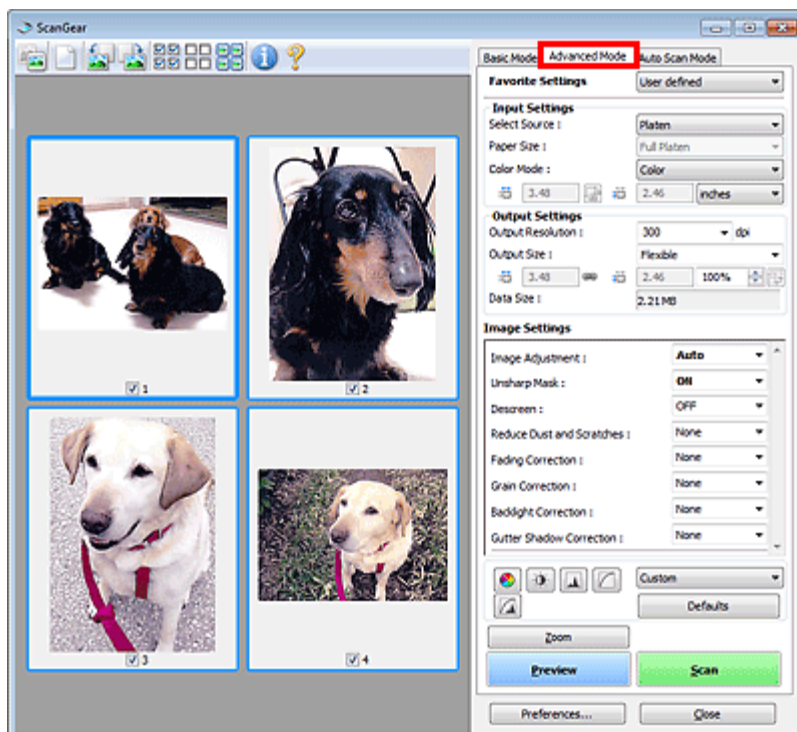 ScanGear
Basic Mode Advanced Mode Auto Scan Mode
Favorite Settings User defined
Input Settings
Select Source : Platen
Paper Size : Full Platen
Color Mode : Color
3.48 2.46 inches
Output Settings
Output Resolution : 300 dpi
Output Size : Flexible
3.48 2.46 100%
Data Size : 2.21 MB
Image Settings
Image Adjustment : Auto
Unsharp Mask : ON
Descreen : OFF
Reduce Dust and Scratches : None
Fading Correction : None
Grain Correction : None
Backlight Correction : None
Gutter Shadow Correction : None
Custom
Defaults
Zoom
Preview Scan
Preferences... Close
1 2
3 4